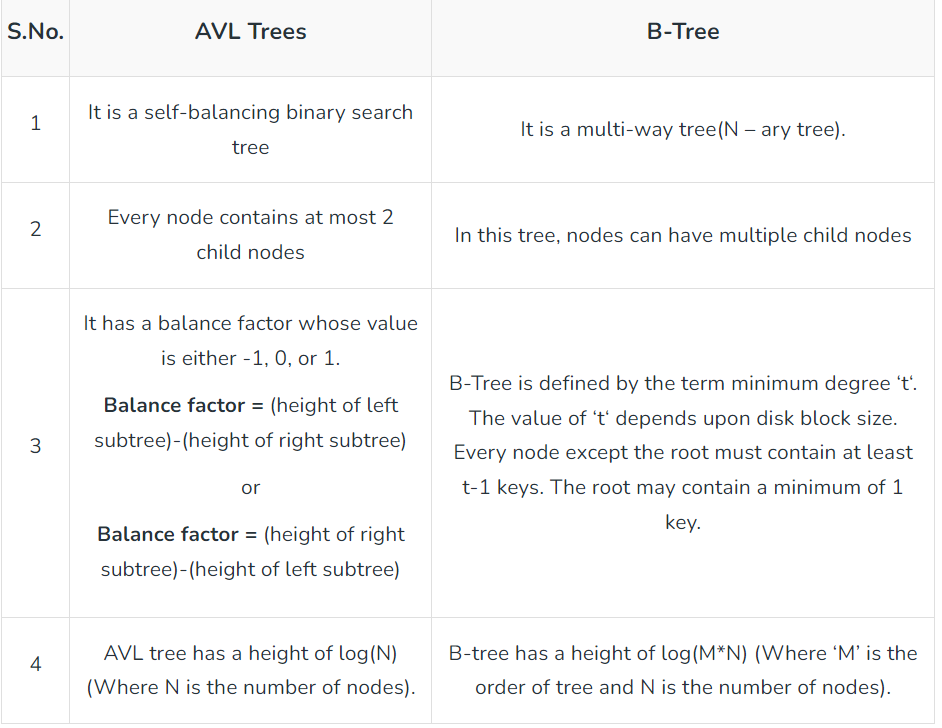 S.No. AVL Trees B-Tree
1
It is a self-balancing binary search
tree
It is a multi-way tree(N – ary tree).
2
Every node contains at most 2
child nodes
In this tree, nodes can have multiple child nodes
3
It has a balance factor whose value
is either -1, 0, or 1.
Balance factor = (height of left
subtree)-(height of right subtree)
or
Balance factor = (height of right
subtree)-(height of left subtree)
B-Tree is defined by the term minimum degree ‘t‘.
The value of ‘t‘ depends upon disk block size.
Every node except the root must contain at least
t-1 keys. The root may contain a minimum of 1
key.
4
AVL tree has a height of log(N)
(Where N is the number of nodes).
B-tree has a height of log(M*N) (Where ‘M’ is the
order of tree and N is the number of nodes).